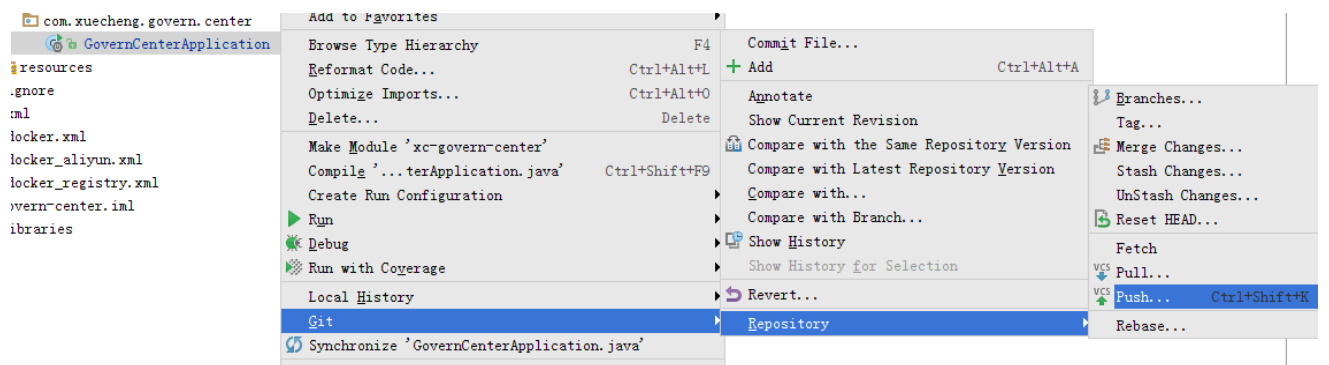 com.xuecheng.govern.center
GovernCenterApplication
resources
.gnore
ml
docker.xml
docker_aliyun.xml
docker_registry.xml
overn-center.iml
ibraries
Add to Favorites
Browse Type Hierarchy F4
Reformat Code... Ctrl+Alt+L
Optimize Imports... Ctrl+Alt+O
Delete... Delete
Make Module 'xc-govern-center'
Compile '...terApplication.java' Ctrl+Shift+F9
Create Run Configuration
Run
Debug
Run with Coverage
Local History
Git
Synchronize 'GovernCenterApplication.java'
Commit File...
Add Ctrl+Alt+A
Annotate
Show Current Revision
Compare with the Same Repository Version
Compare with Latest Repository Version
Compare with...
Compare with Branch...
Show History
Show History for Selection
Revert...
Repository
Branches...
Tag...
Merge Changes...
Stash Changes...
UnStash Changes...
Reset HEAD...
Fetch
VCS Pull...
VCS Push... Ctrl+Shift+K
Rebase...